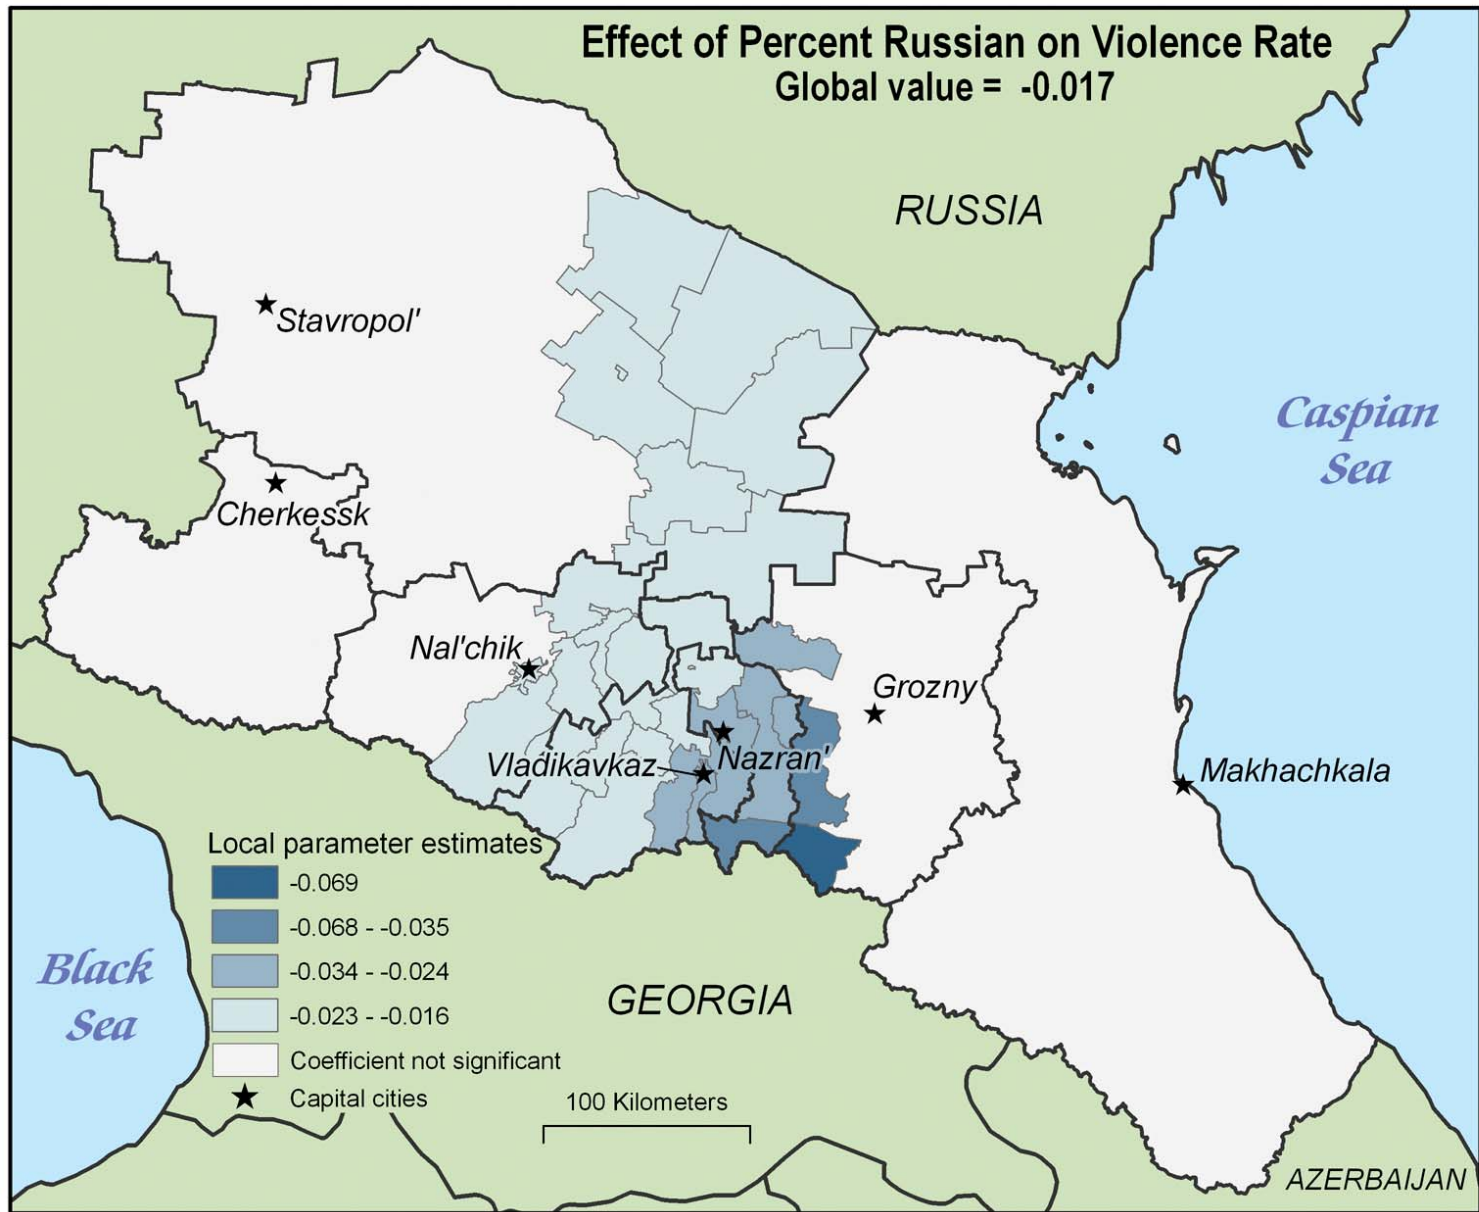 Effect of Percent Russian on Violence Rate
Global value = -0.017
RUSSIA
Stavropol'
Caspian
Sea
Cherkessk
Nal'chik
Grozny
Vladikavkaz
Nazran'
Makhachkala
Local parameter estimates
-0.069
-0.068 - -0.035
-0.034 - -0.024
-0.023 - -0.016
Coefficient not significant
Capital cities
Black
Sea
GEORGIA
100 Kilometers
AZERBAIJAN